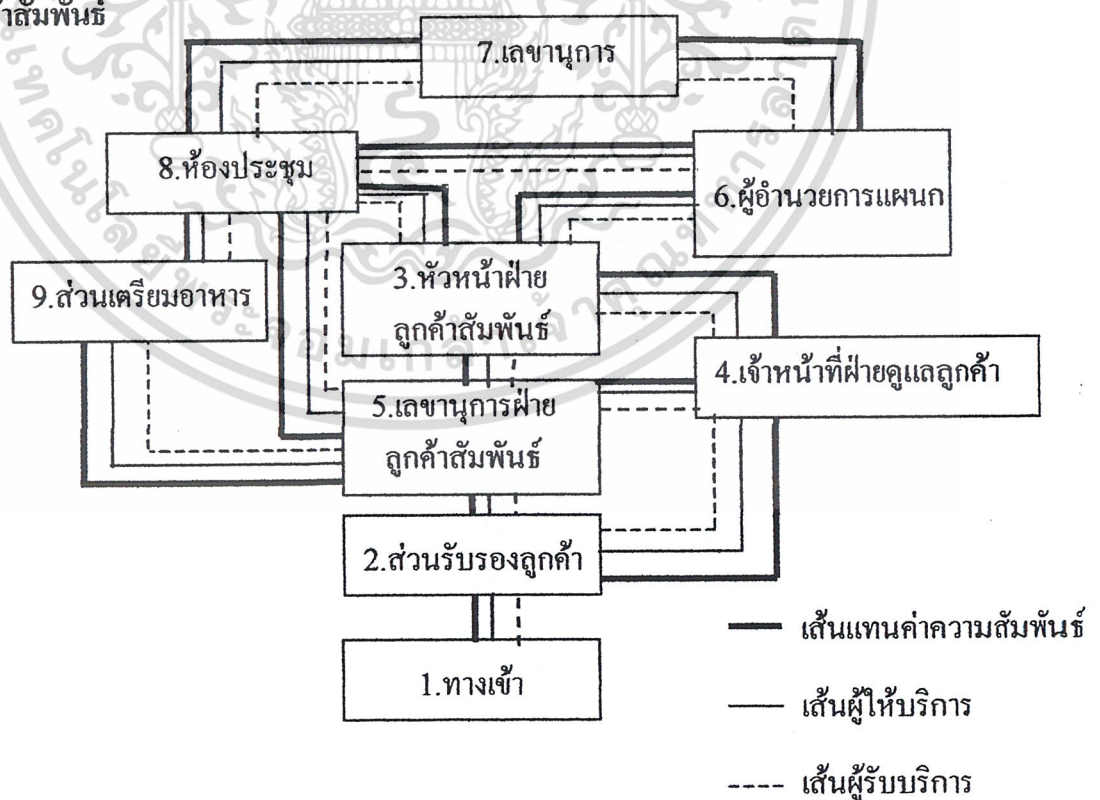 าสัมพันธ์
7.เลขานุการ
8.ห้องประชุม
6.ผู้อำนวยการแผนก
3.หัวหน้าฝ่าย
ลูกค้าสัมพันธ์
9.ส่วนเตรียมอาหาร
4.เจ้าหน้าที่ฝ่ายดูแลลูกค้า
5.เลขานุการฝ่าย
ลูกค้าสัมพันธ์
2.ส่วนรับรองลูกค้า
1.ทางเข้า
เส้นแทนค่าความสัมพันธ์
เส้นผู้ให้บริการ
เส้นผู้รับบริการ